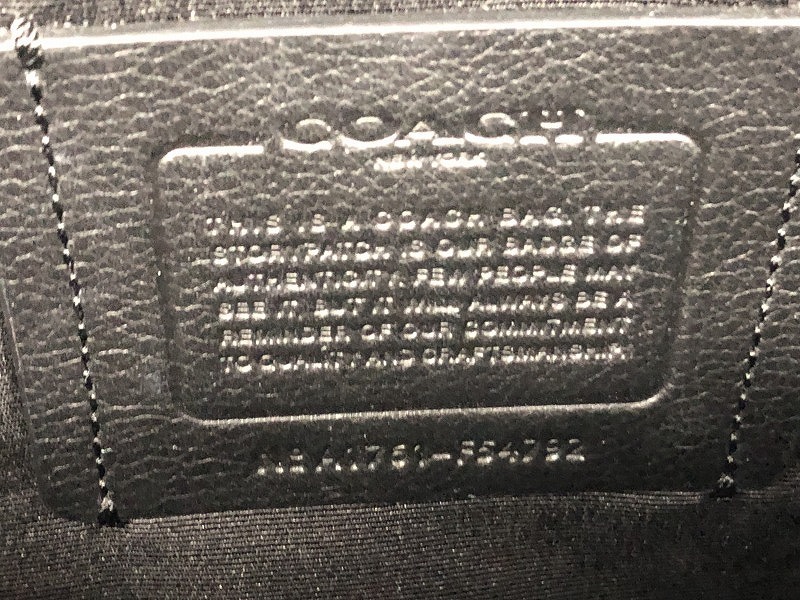 COACH
NEW YORK
THIS IS A COACH BAG. THE
STORYPATCH IS OUR BADGE OF
AUTHENTICITY. FEW PEOPLE MAY
SEE IT, BUT IT WILL ALWAYS BE A
REMINDER OF OUR COMMITMENT
TO QUALITY AND CRAFTSMANSHIP.